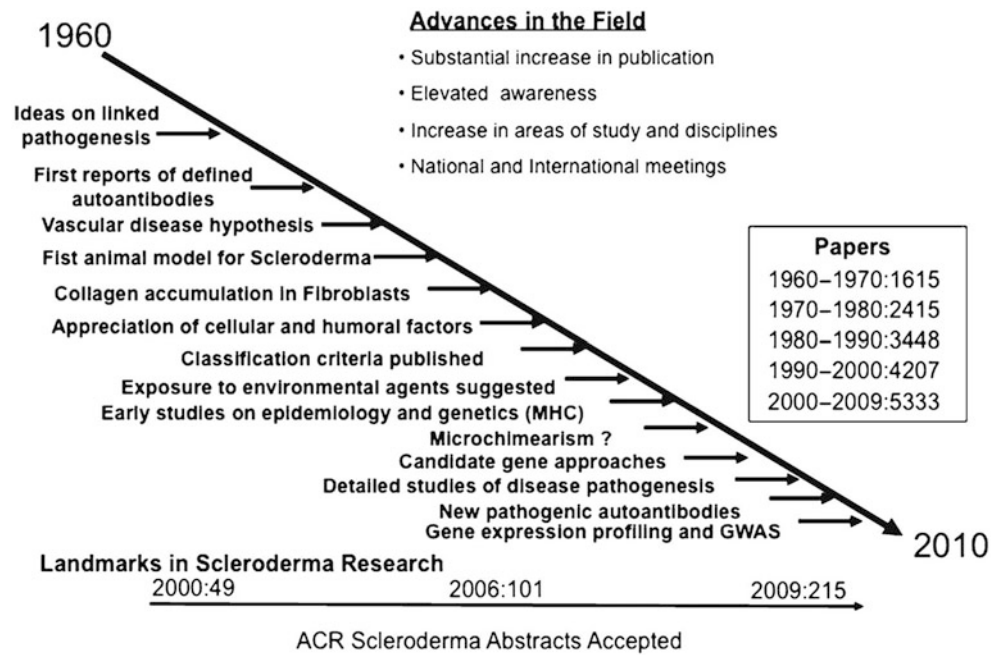 1960
Advances in the Field
• Substantial increase in publication
• Elevated awareness
• Increase in areas of study and disciplines
• National and International meetings
Ideas on linked
pathogenesis
First reports of defined
autoantibodies
Vascular disease hypothesis
Fist animal model for Scleroderma
Collagen accumulation in Fibroblasts
Appreciation of cellular and humoral factors
Classification criteria published
Exposure to environmental agents suggested
Early studies on epidemiology and genetics (MHC)
Microchimearism ?
Candidate gene approaches
Detailed studies of disease pathogenesis
New pathogenic autoantibodies
Gene expression profiling and GWAS
Papers
1960–1970:1615
1970–1980:2415
1980–1990:3448
1990–2000:4207
2000–2009:5333
2010
Landmarks in Scleroderma Research
2000:49 2006:101 2009:215
ACR Scleroderma Abstracts Accepted